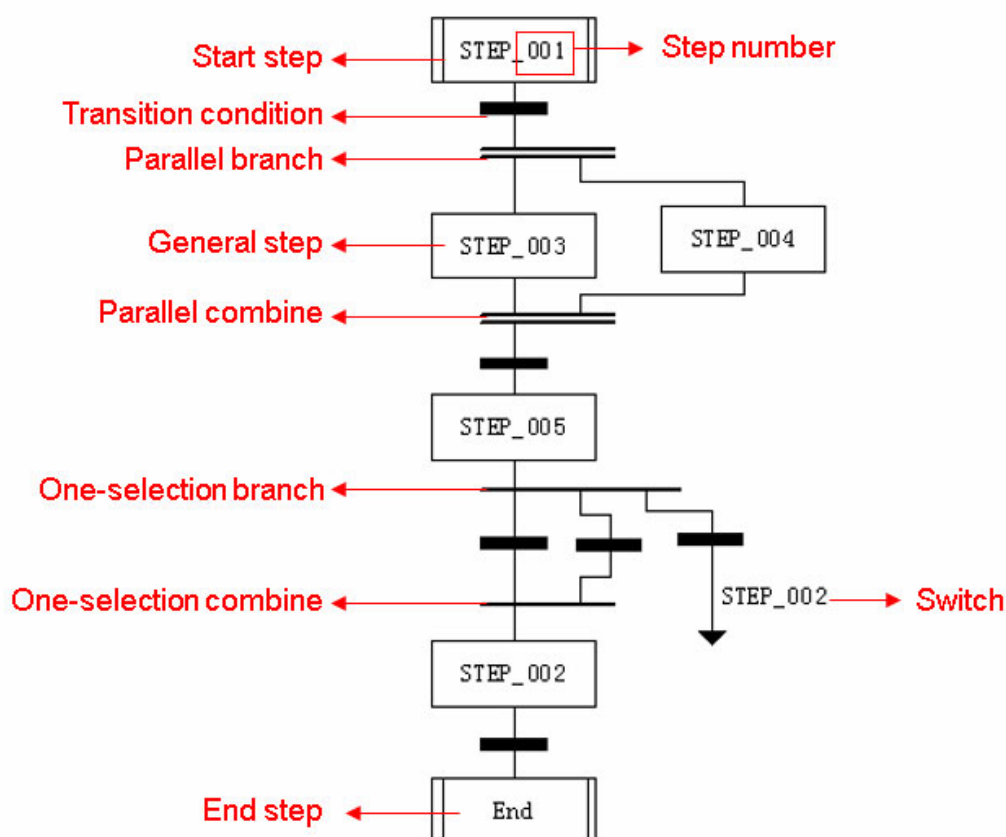 Start step
STEP_001
Step number
Transition condition
Parallel branch
General step
STEP_003
STEP_004
Parallel combine
STEP_005
One-selection branch
One-selection combine
STEP_002
Switch
STEP_002
End step
End